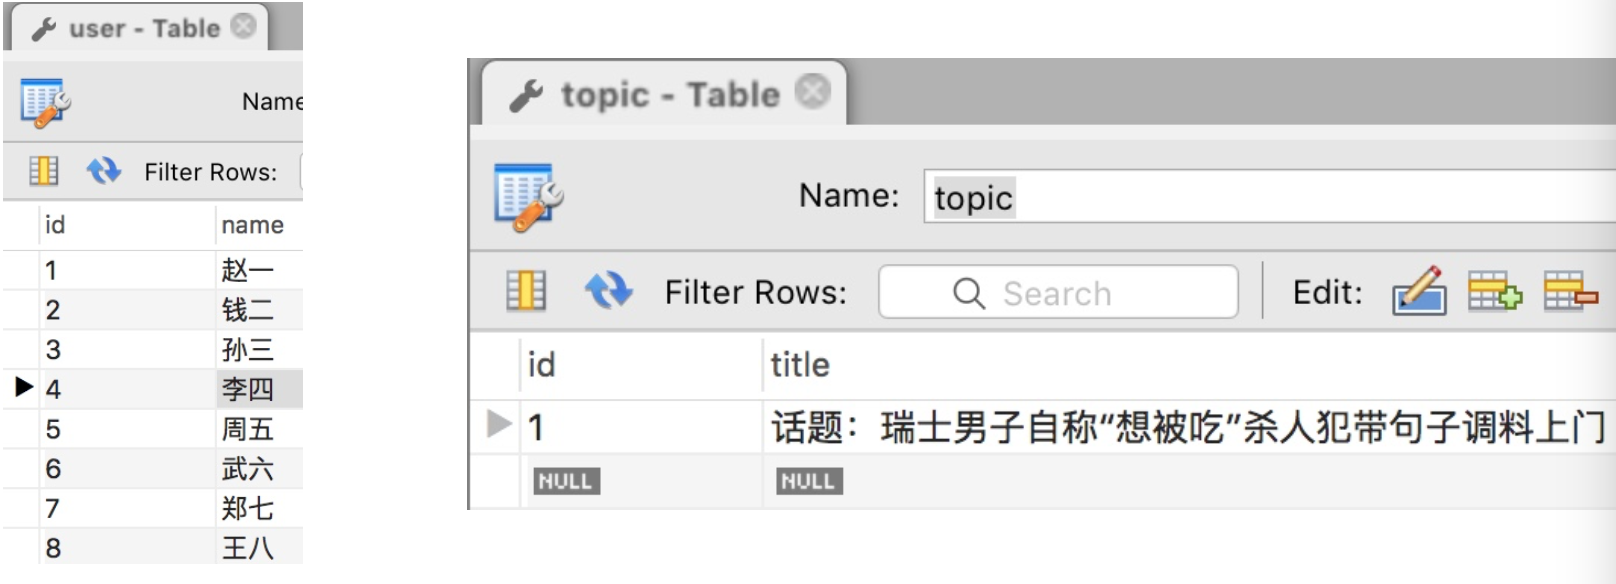 user - Table
Name
Filter Rows:
id name
1 赵一
2 钱二
3 孙三
4 李四
5 周五
6 武六
7 郑七
8 王八
topic - Table
Name: topic
Filter Rows: Search Edit:
id title
1 话题：瑞士男子自称“想被吃”杀人犯带句子调料上门
NULL NULL